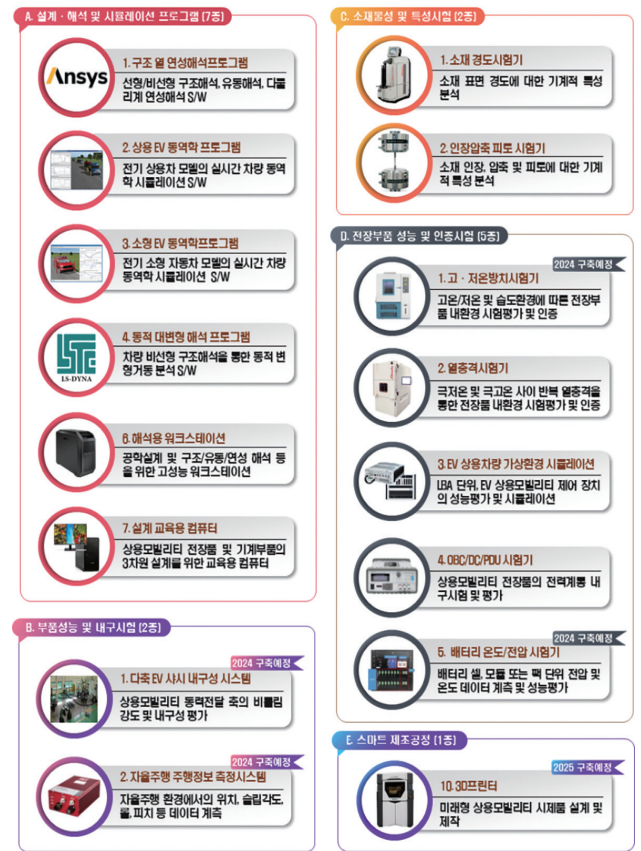 A. 설계 · 해석 및 시뮬레이션 프로그램 (7종)
Ansys
1. 구조 열 연성해석프로그램
선형/비선형 구조해석, 유동해석, 다물
리계 연성해석 S/W
2. 상용 EV 동역학 프로그램
전기 상용차 모델의 실시간 차량 동역
학 시뮬레이션 S/W
3. 소형 EV 동역학프로그램
전기 소형 자동차 모델의 실시간 차량
동역학 시뮬레이션 S/W
LS-DYNA
4. 동적 대변형 해석 프로그램
차량 비선형 구조해석을 통한 동적 변
형거동 분석 S/W
6. 해석용 워크스테이션
공학설계 및 구조/유동/연성 해석 등
을 위한 고성능 워크스테이션
7. 설계 교육용 컴퓨터
상용모빌리티 전장품 및 기계부품의
3차원 설계를 위한 교육용 컴퓨터
B. 부품성능 및 내구시험 (2종)
2024 구축예정
1. 다축 EV 샤시 내구성 시스템
상용모빌리티 동력전달 축의 비틀림
강도 및 내구성 평가
2024 구축예정
2. 자율주행 주행정보 측정시스템
자율주행 환경에서의 위치, 슬립각도,
롤, 피치 등 데이터 계측
C. 소재물성 및 특성시험 (2종)
1. 소재 경도시험기
소재 표면 경도에 대한 기계적 특성
분석
2. 인장압축 피로 시험기
소재 인장, 압축 및 피로에 대한 기계
적 특성 분석
D. 전장부품 성능 및 인증시험 (5종)
2024 구축예정
1. 고 · 저온방치시험기
고온/저온 및 습도환경에 따른 전장부
품 내환경 시험평가 및 인증
2. 열충격시험기
극저온 및 극고온 사이 반복 열충격을
통한 전장품 내환경 시험평가 및 인증
3. EV 상용차량 가상환경 시뮬레이션
LBA 단위, EV 상용모빌리티 제어 장치
의 성능평가 및 시뮬레이션
4. OBC/DC/PDU 시험기
상용모빌리티 전장품의 전력계통 내
구시험 및 평가
2024 구축예정
5. 배터리 온도/전압 시험기
배터리 셀, 모듈 또는 팩 단위 전압 및
온도 데이터 계측 및 성능평가
E. 스마트 제조공정 (1종)
2025 구축예정
10. 3D프린터
미래형 상용모빌리티 시제품 설계 및
제작